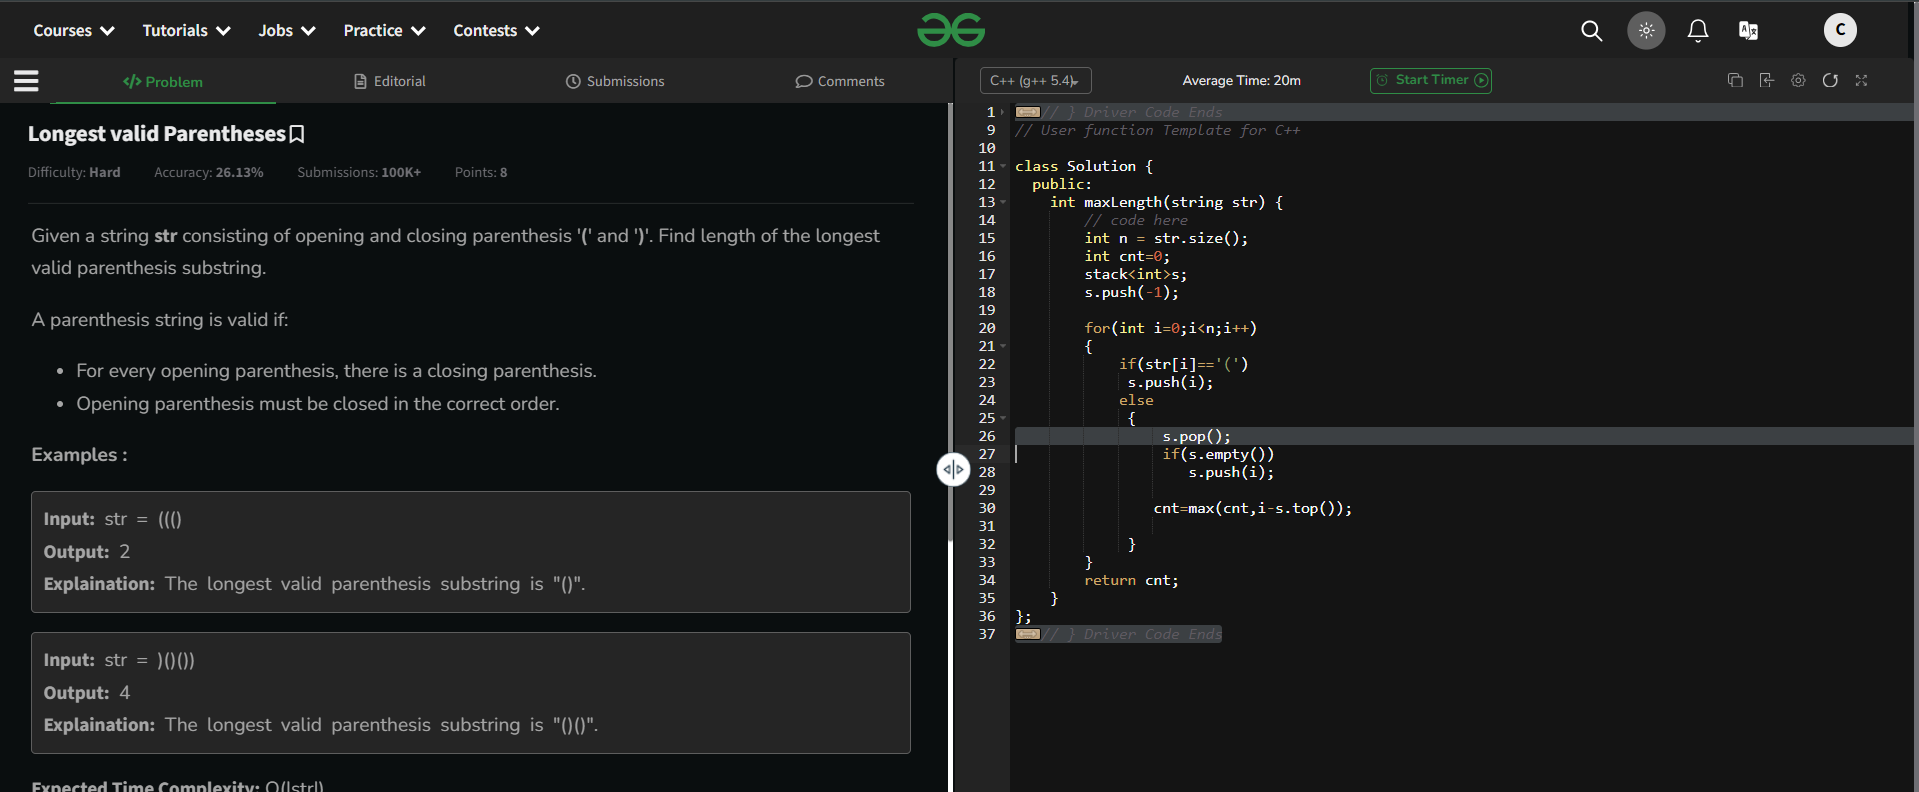 Courses Tutorials Jobs Practice Contests C
Problem Editorial Submissions Comments
Longest valid Parentheses
Difficulty: Hard Accuracy: 26.13% Submissions: 100K+ Points: 8
Given a string str consisting of opening and closing parenthesis '(' and ')'. Find length of the longest
valid parenthesis substring.
A parenthesis string is valid if:
• For every opening parenthesis, there is a closing parenthesis.
• Opening parenthesis must be closed in the correct order.
Examples :
Input: str = ((()
Output: 2
Explaination: The longest valid parenthesis substring is "()".
Input: str = )()())
Output: 4
Explaination: The longest valid parenthesis substring is "()()".
Expected Time Complexity: O(|str|)
C++ (g++ 5.4) Average Time: 20m Start Timer
1 // } Driver Code Ends
9 // User function Template for C++
10
11 class Solution {
12 public:
13 int maxLength(string str) {
14 // code here
15 int n = str.size();
16 int cnt=0;
17 stack<int>s;
18 s.push(-1);
19
20 for(int i=0;i<n;i++)
21 {
22 if(str[i]=='(')
23 s.push(i);
24 else
25 {
26 s.pop();
27 if(s.empty())
28 s.push(i);
29
30 cnt=max(cnt,i-s.top());
31
32 }
33 }
34 return cnt;
35 }
36 };
37 // } Driver Code Ends